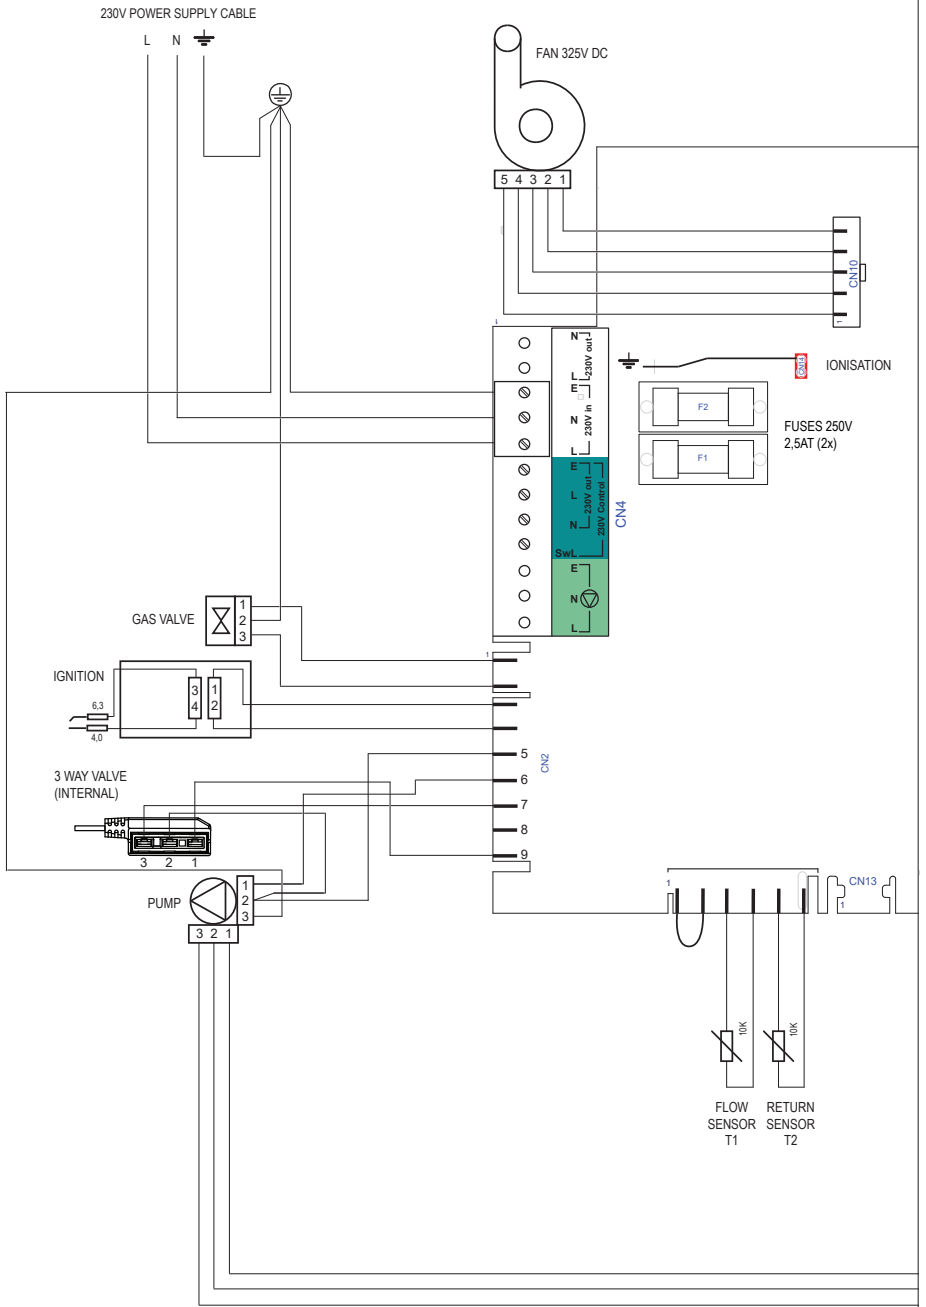 230V POWER SUPPLY CABLE
L N
FAN 325V DC
5 4 3 2 1
CN10
1
1
N
230V out
L
E
N
230V in
L
E
L
230V out
N
230V Control
SwL
E
N
L
CN4
CN14
IONISATION
F2
F1
FUSES 250V
2,5AT (2x)
GAS VALVE
1
2
3
1
IGNITION
6,3
4,0
3
4
1
2
5
6
7
8
9
CN2
3 WAY VALVE
(INTERNAL)
3 2 1
PUMP
1
2
3
3 2 1
1
CN13
1
10K
10K
FLOW
SENSOR
T1
RETURN
SENSOR
T2